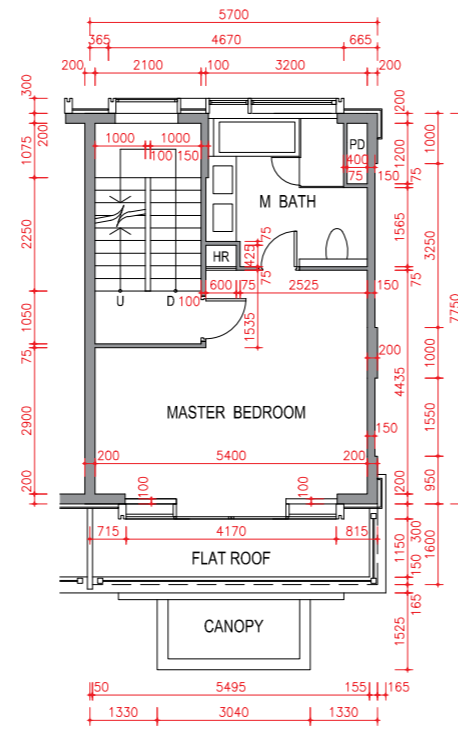 5700
365 4670 665
200 2100 100 3200 200
300
200
1075
2250
1050
75
2900
200
1000 1000
100 150
PD
400
75 150
M BATH
75
HR
425
75
600 75 2525 150
U D 100
1535
200
1200
75
1565
75
4435
200
1000
3250
1000
1550
950
7750
200
150
MASTER BEDROOM
200 5400 200
100 100
715 4170 815
FLAT ROOF
300
1150
150
1600
165
1525
CANOPY
50 5495 155 165
1330 3040 1330